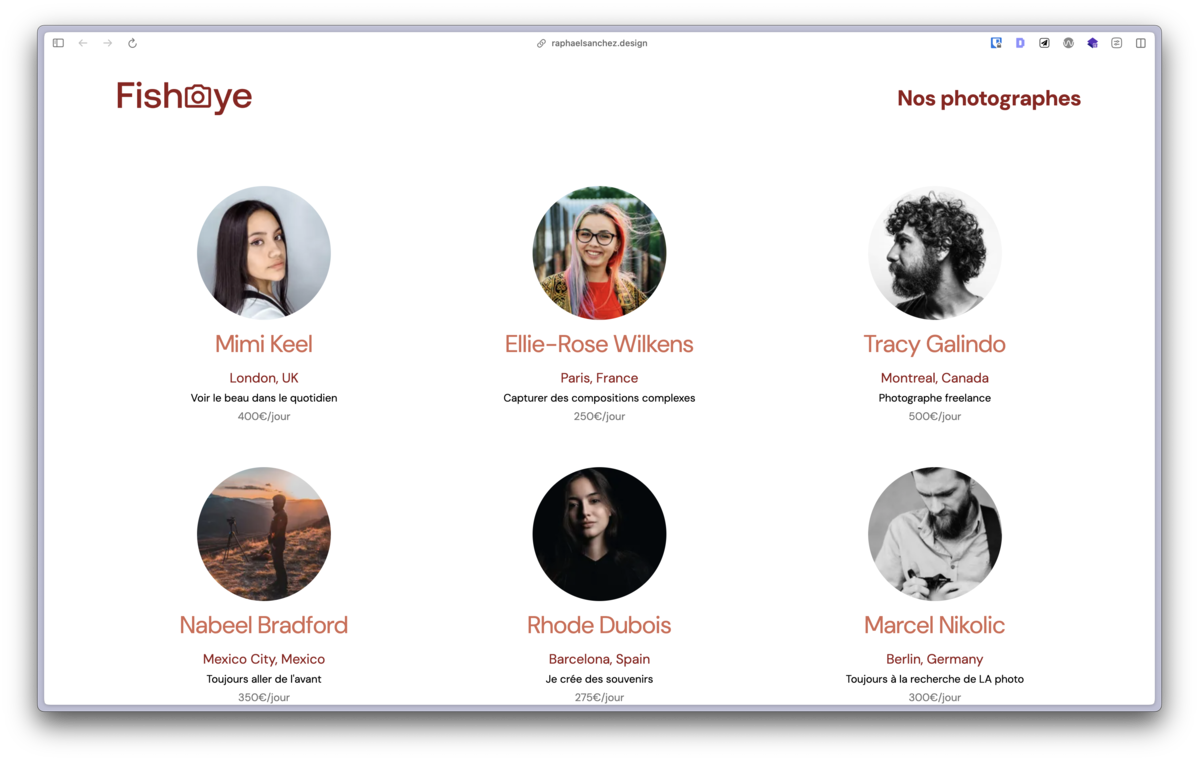 raphaelsanchez.design
Fisheye
Nos photographes
Mimi Keel
London, UK
Voir le beau dans le quotidien
400€/jour
Ellie-Rose Wilkens
Paris, France
Capturer des compositions complexes
250€/jour
Tracy Galindo
Montreal, Canada
Photographe freelance
500€/jour
Nabeel Bradford
Mexico City, Mexico
Toujours aller de l'avant
350€/jour
Rhode Dubois
Barcelona, Spain
Je crée des souvenirs
275€/jour
Marcel Nikolic
Berlin, Germany
Toujours à la recherche de LA photo
300€/jour